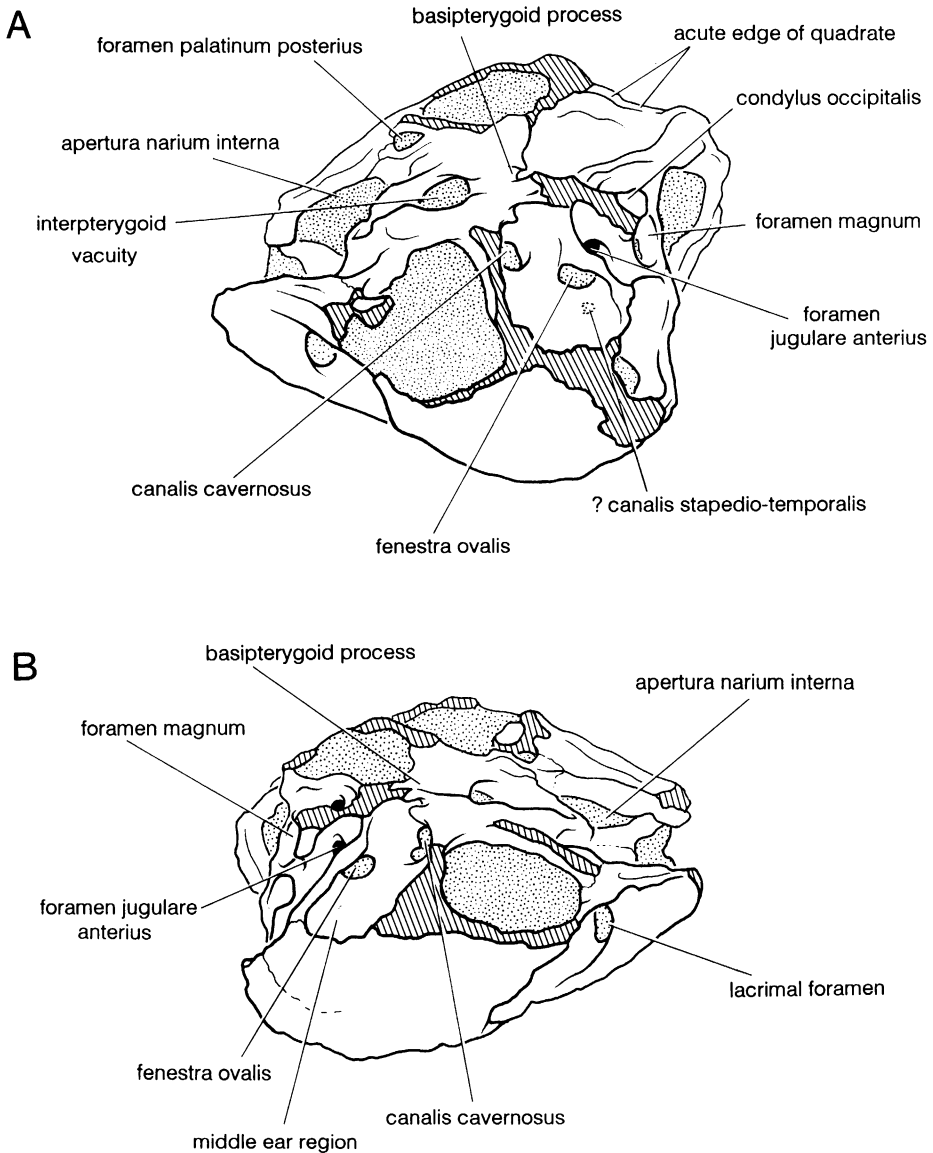 A
basipterygoid process
foramen palatinum posterius
acute edge of quadrate
condylus occipitalis
apertura narium interna
interpterygoid
vacuity
foramen magnum
foramen
jugulare anterius
canalis cavernosus
? canalis stapedio-temporalis
fenestra ovalis
B
basipterygoid process
apertura narium interna
foramen magnum
foramen jugulare
anterius
lacrimal foramen
fenestra ovalis
canalis cavernosus
middle ear region